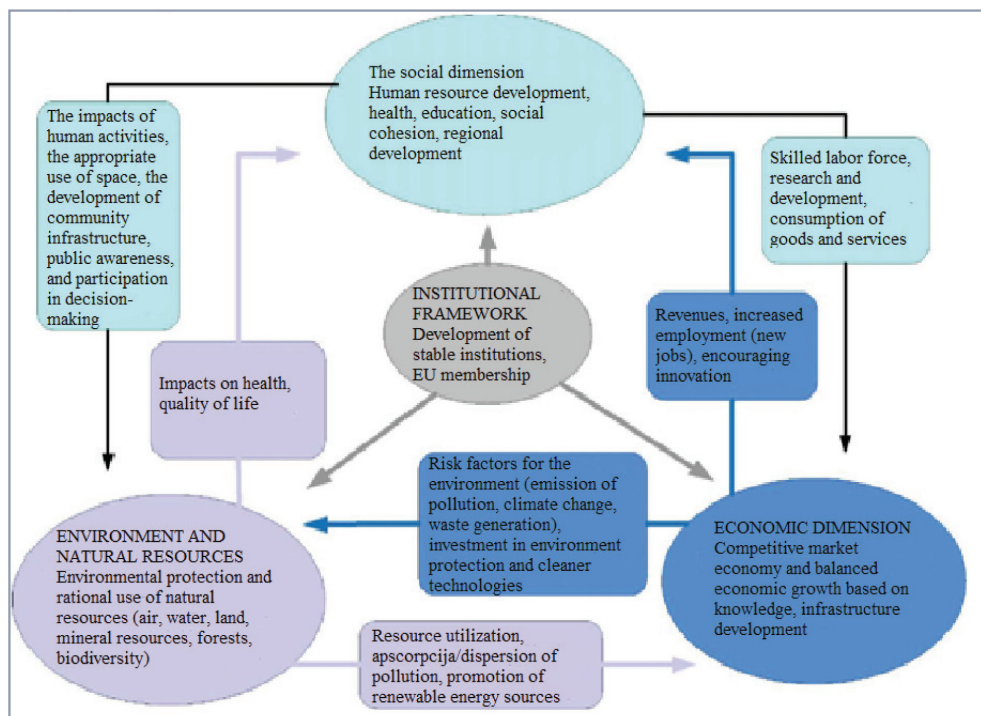 The social dimension
Human resource development,
health, education, social
cohesion, regional
development
The impacts of
human activities,
the appropriate
use of space, the
development of
community
infrastructure,
public awareness,
and participation
in decision-
making
Skilled labor force,
research and
development,
consumption of
goods and services
INSTITUTIONAL
FRAMEWORK
Development of
stable institutions,
EU membership
Revenues, increased
employment (new
jobs), encouraging
innovation
Impacts on health,
quality of life
Risk factors for the
environment (emission of
pollution, climate change,
waste generation),
investment in environment
protection and cleaner
technologies
ENVIRONMENT AND
NATURAL RESOURCES
Environmental protection and
rational use of natural
resources (air, water, land,
mineral resources, forests,
biodiversity)
ECONOMIC DIMENSION
Competitive market
economy and balanced
economic growth based on
knowledge, infrastructure
development
Resource utilization,
apscorpcija/dispersion of
pollution, promotion of
renewable energy sources